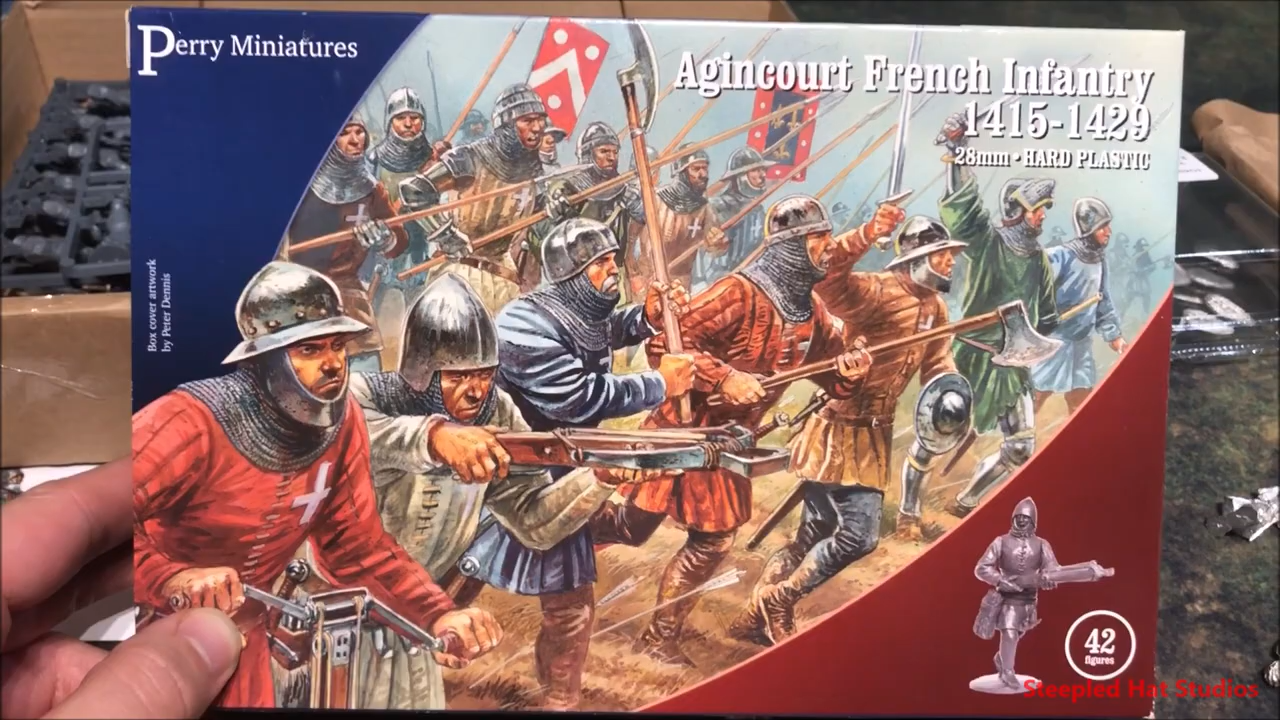 Perry Miniatures
Agincourt French Infantry
1415-1429
28mm • HARD PLASTIC
Box cover artwork
by Peter Dennis
42
figures
Steepled Hat Studios